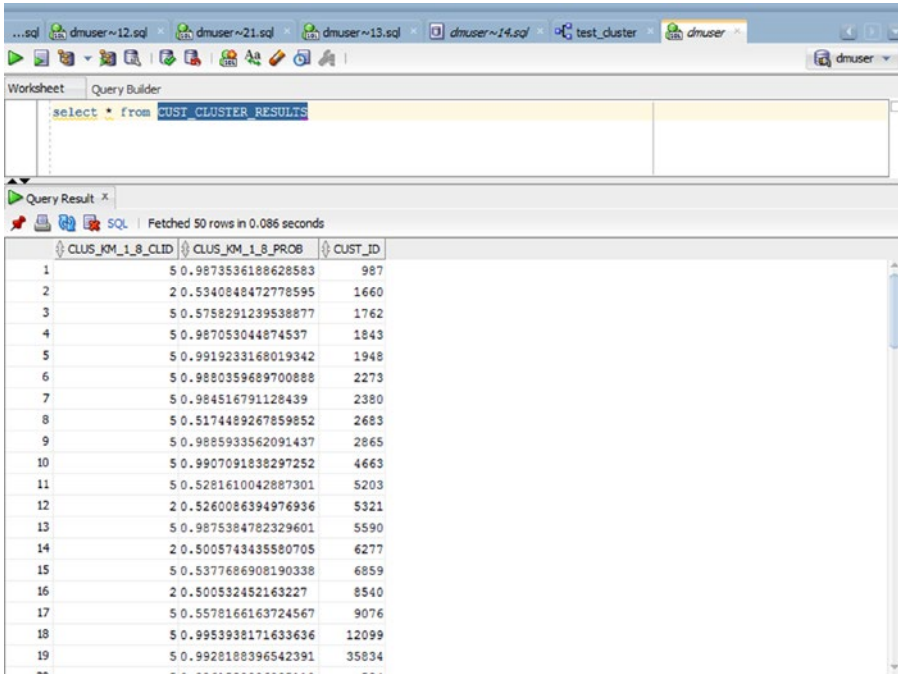 ...sql dmuser~12.sql dmuser~21.sql dmuser~13.sql dmuser~14.sql test_cluster dmuser
dmuser
Worksheet Query Builder
select * from CUST_CLUSTER_RESULTS
Query Result
SQL | Fetched 50 rows in 0.086 seconds
CLUS_KM_1_8_CLID CLUS_KM_1_8_PROB CUST_ID
1 5 0.9873536188628583 987
2 2 0.5340848472778595 1660
3 5 0.5758291239538877 1762
4 5 0.987053044874537 1843
5 5 0.9919233168019342 1948
6 5 0.9880359689700888 2273
7 5 0.984516791128439 2380
8 5 0.5174489267859852 2683
9 5 0.9885933562091437 2865
10 5 0.9907091838297252 4663
11 5 0.5281610042887301 5203
12 2 0.5260086394976936 5321
13 5 0.9875384782329601 5590
14 2 0.5005743435580705 6277
15 5 0.5377686908190338 6859
16 2 0.500532452163227 8540
17 5 0.5578166163724567 9076
18 5 0.9953938171633636 12099
19 5 0.9928188396542391 35834